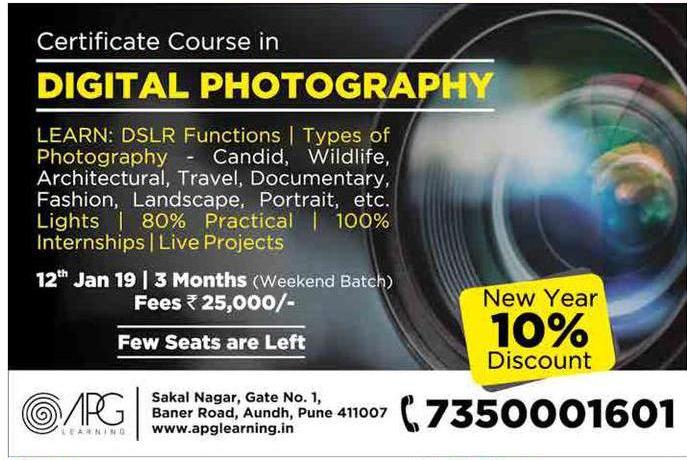 Certificate Course in
DIGITAL PHOTOGRAPHY
LEARN: DSLR Functions | Types of
Photography - Candid, Wildlife,
Architectural, Travel, Documentary,
Fashion, Landscape, Portrait, etc.
Lights | 80% Practical | 100%
Internships | Live Projects
12th Jan 19 | 3 Months (Weekend Batch)
Fees ₹ 25,000/-
Few Seats are Left
New Year
10%
Discount
APG
LEARNING
Sakal Nagar, Gate No. 1,
Baner Road, Aundh, Pune 411007
www.apglearning.in
7350001601